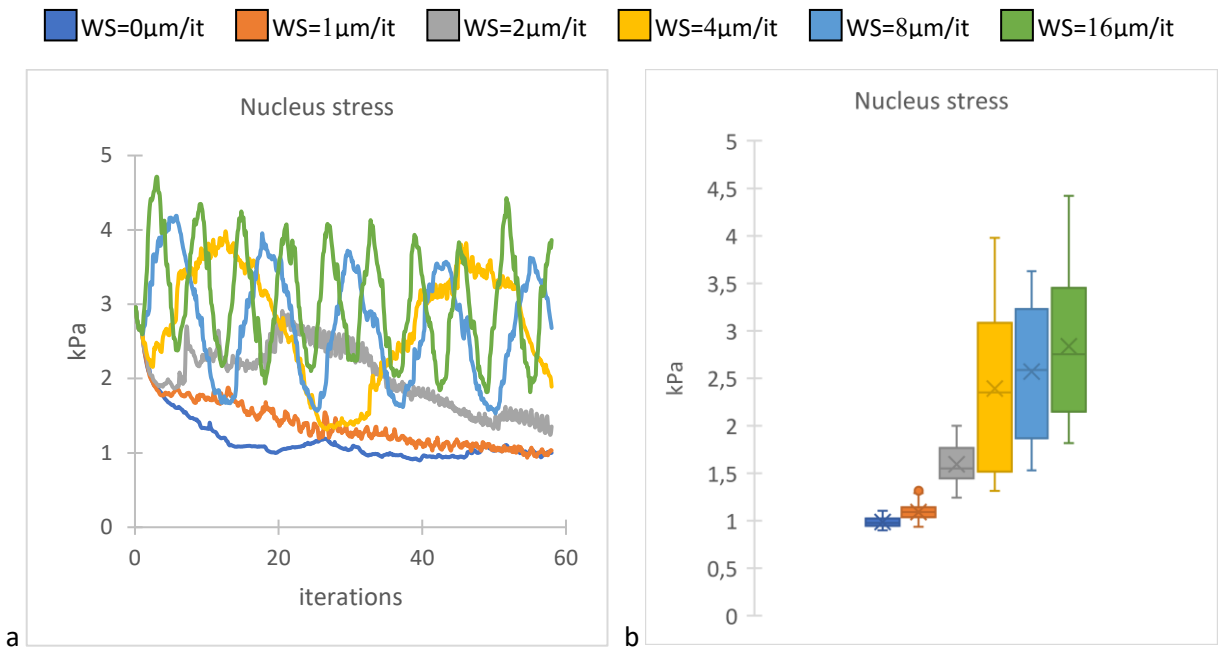 WS=0µm/it WS=1µm/it WS=2µm/it WS=4µm/it WS=8µm/it WS=16µm/it
Nucleus stress
5
4
3
2
1
0
kPa
0 20 40 60
iterations
a
Nucleus stress
5
4,5
4
3,5
3
2,5
2
1,5
1
0,5
0
kPa
b